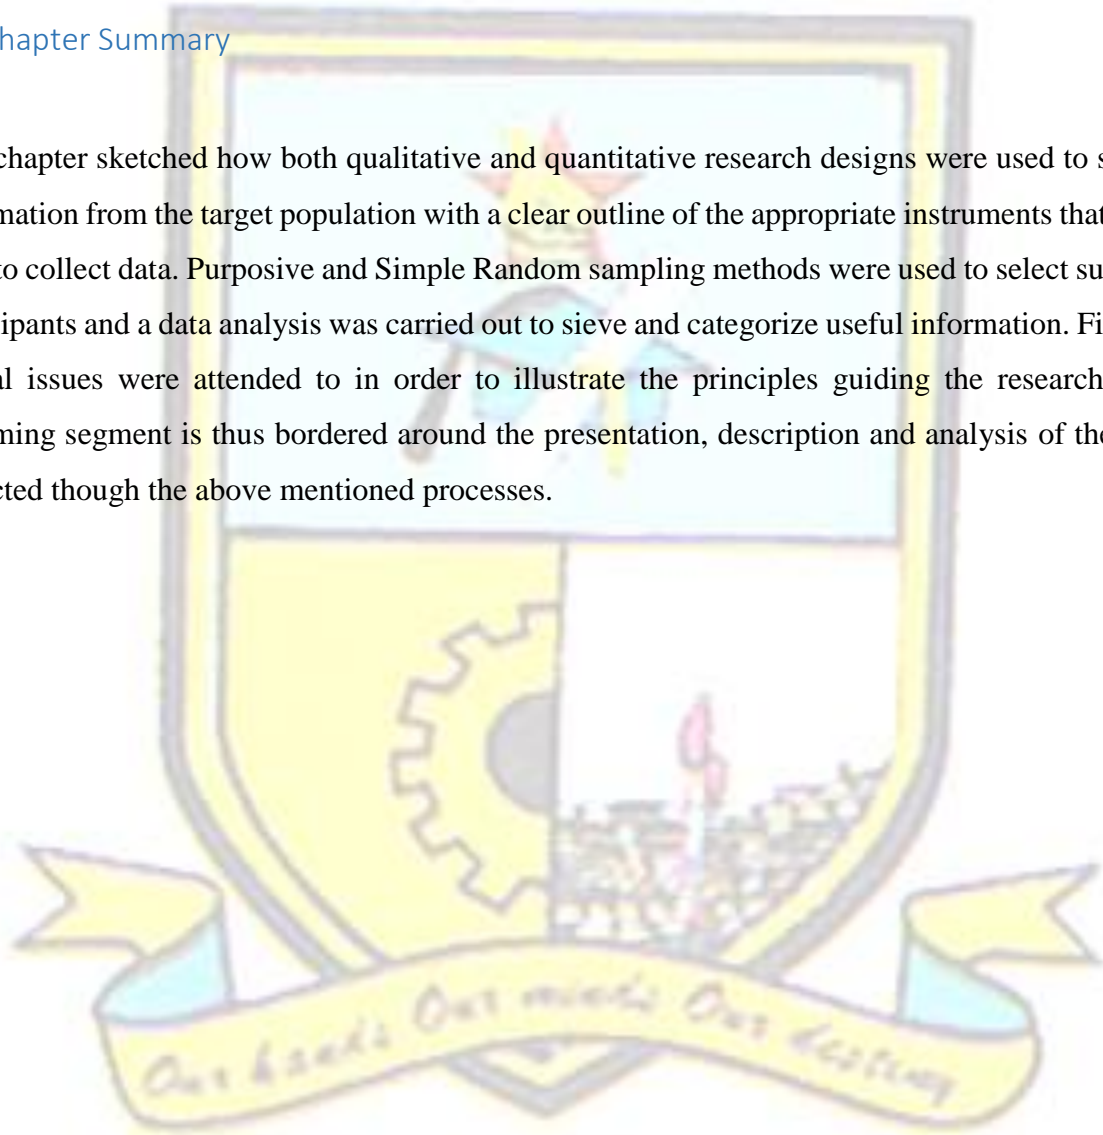 hapter Summary
chapter sketched how both qualitative and quantitative research designs were used to s
mation from the target population with a clear outline of the appropriate instruments that
to collect data. Purposive and Simple Random sampling methods were used to select su
ipants and a data analysis was carried out to sieve and categorize useful information. Fi
al issues were attended to in order to illustrate the principles guiding the research
ming segment is thus bordered around the presentation, description and analysis of the
cted though the above mentioned processes.
Our hands Our minds Our destiny